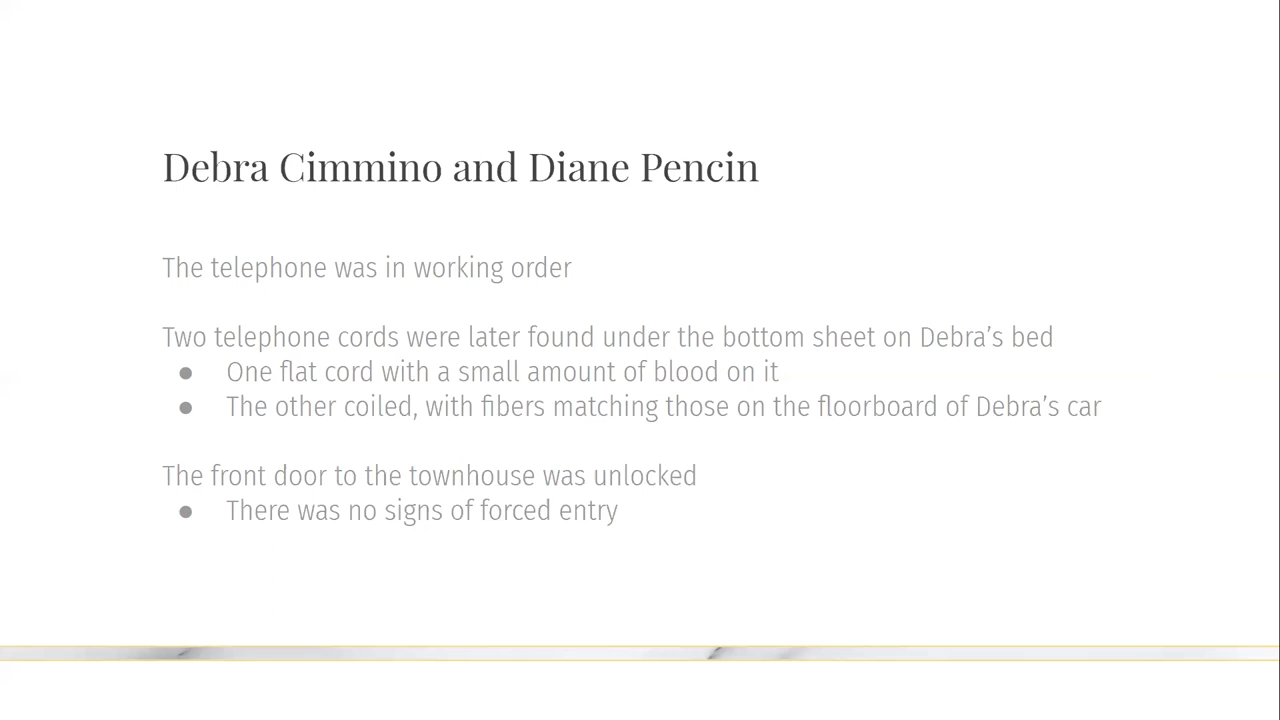 Debra Cimmino and Diane Pencin
The telephone was in working order
Two telephone cords were later found under the bottom sheet on Debra’s bed
● One flat cord with a small amount of blood on it
● The other coiled, with fibers matching those on the floorboard of Debra’s car
The front door to the townhouse was unlocked
● There was no signs of forced entry